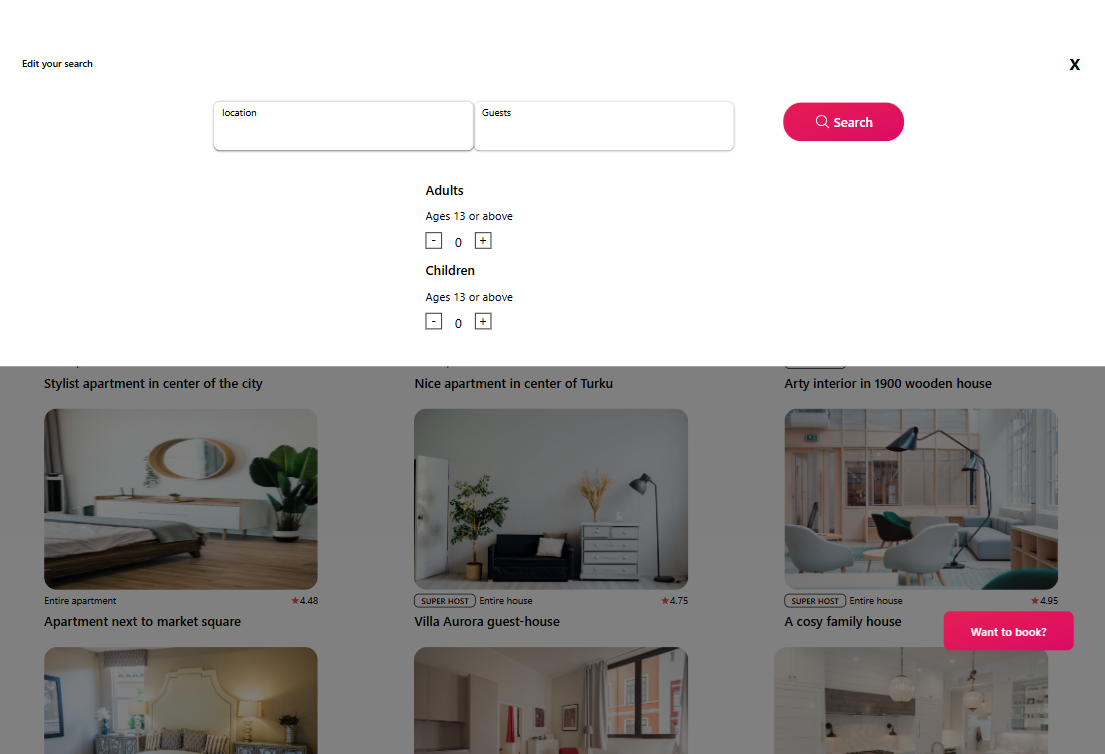 Edit your search
X
location
Guests
Search
Adults
Ages 13 or above
- 0 +
Children
Ages 13 or above
- 0 +
Stylist apartment in center of the city
Nice apartment in center of Turku
Arty interior in 1900 wooden house
Entire apartment
★4.48
SUPER HOST Entire house
★4.75
SUPER HOST Entire house
★4.95
Apartment next to market square
Villa Aurora guest-house
A cosy family house
Want to book?